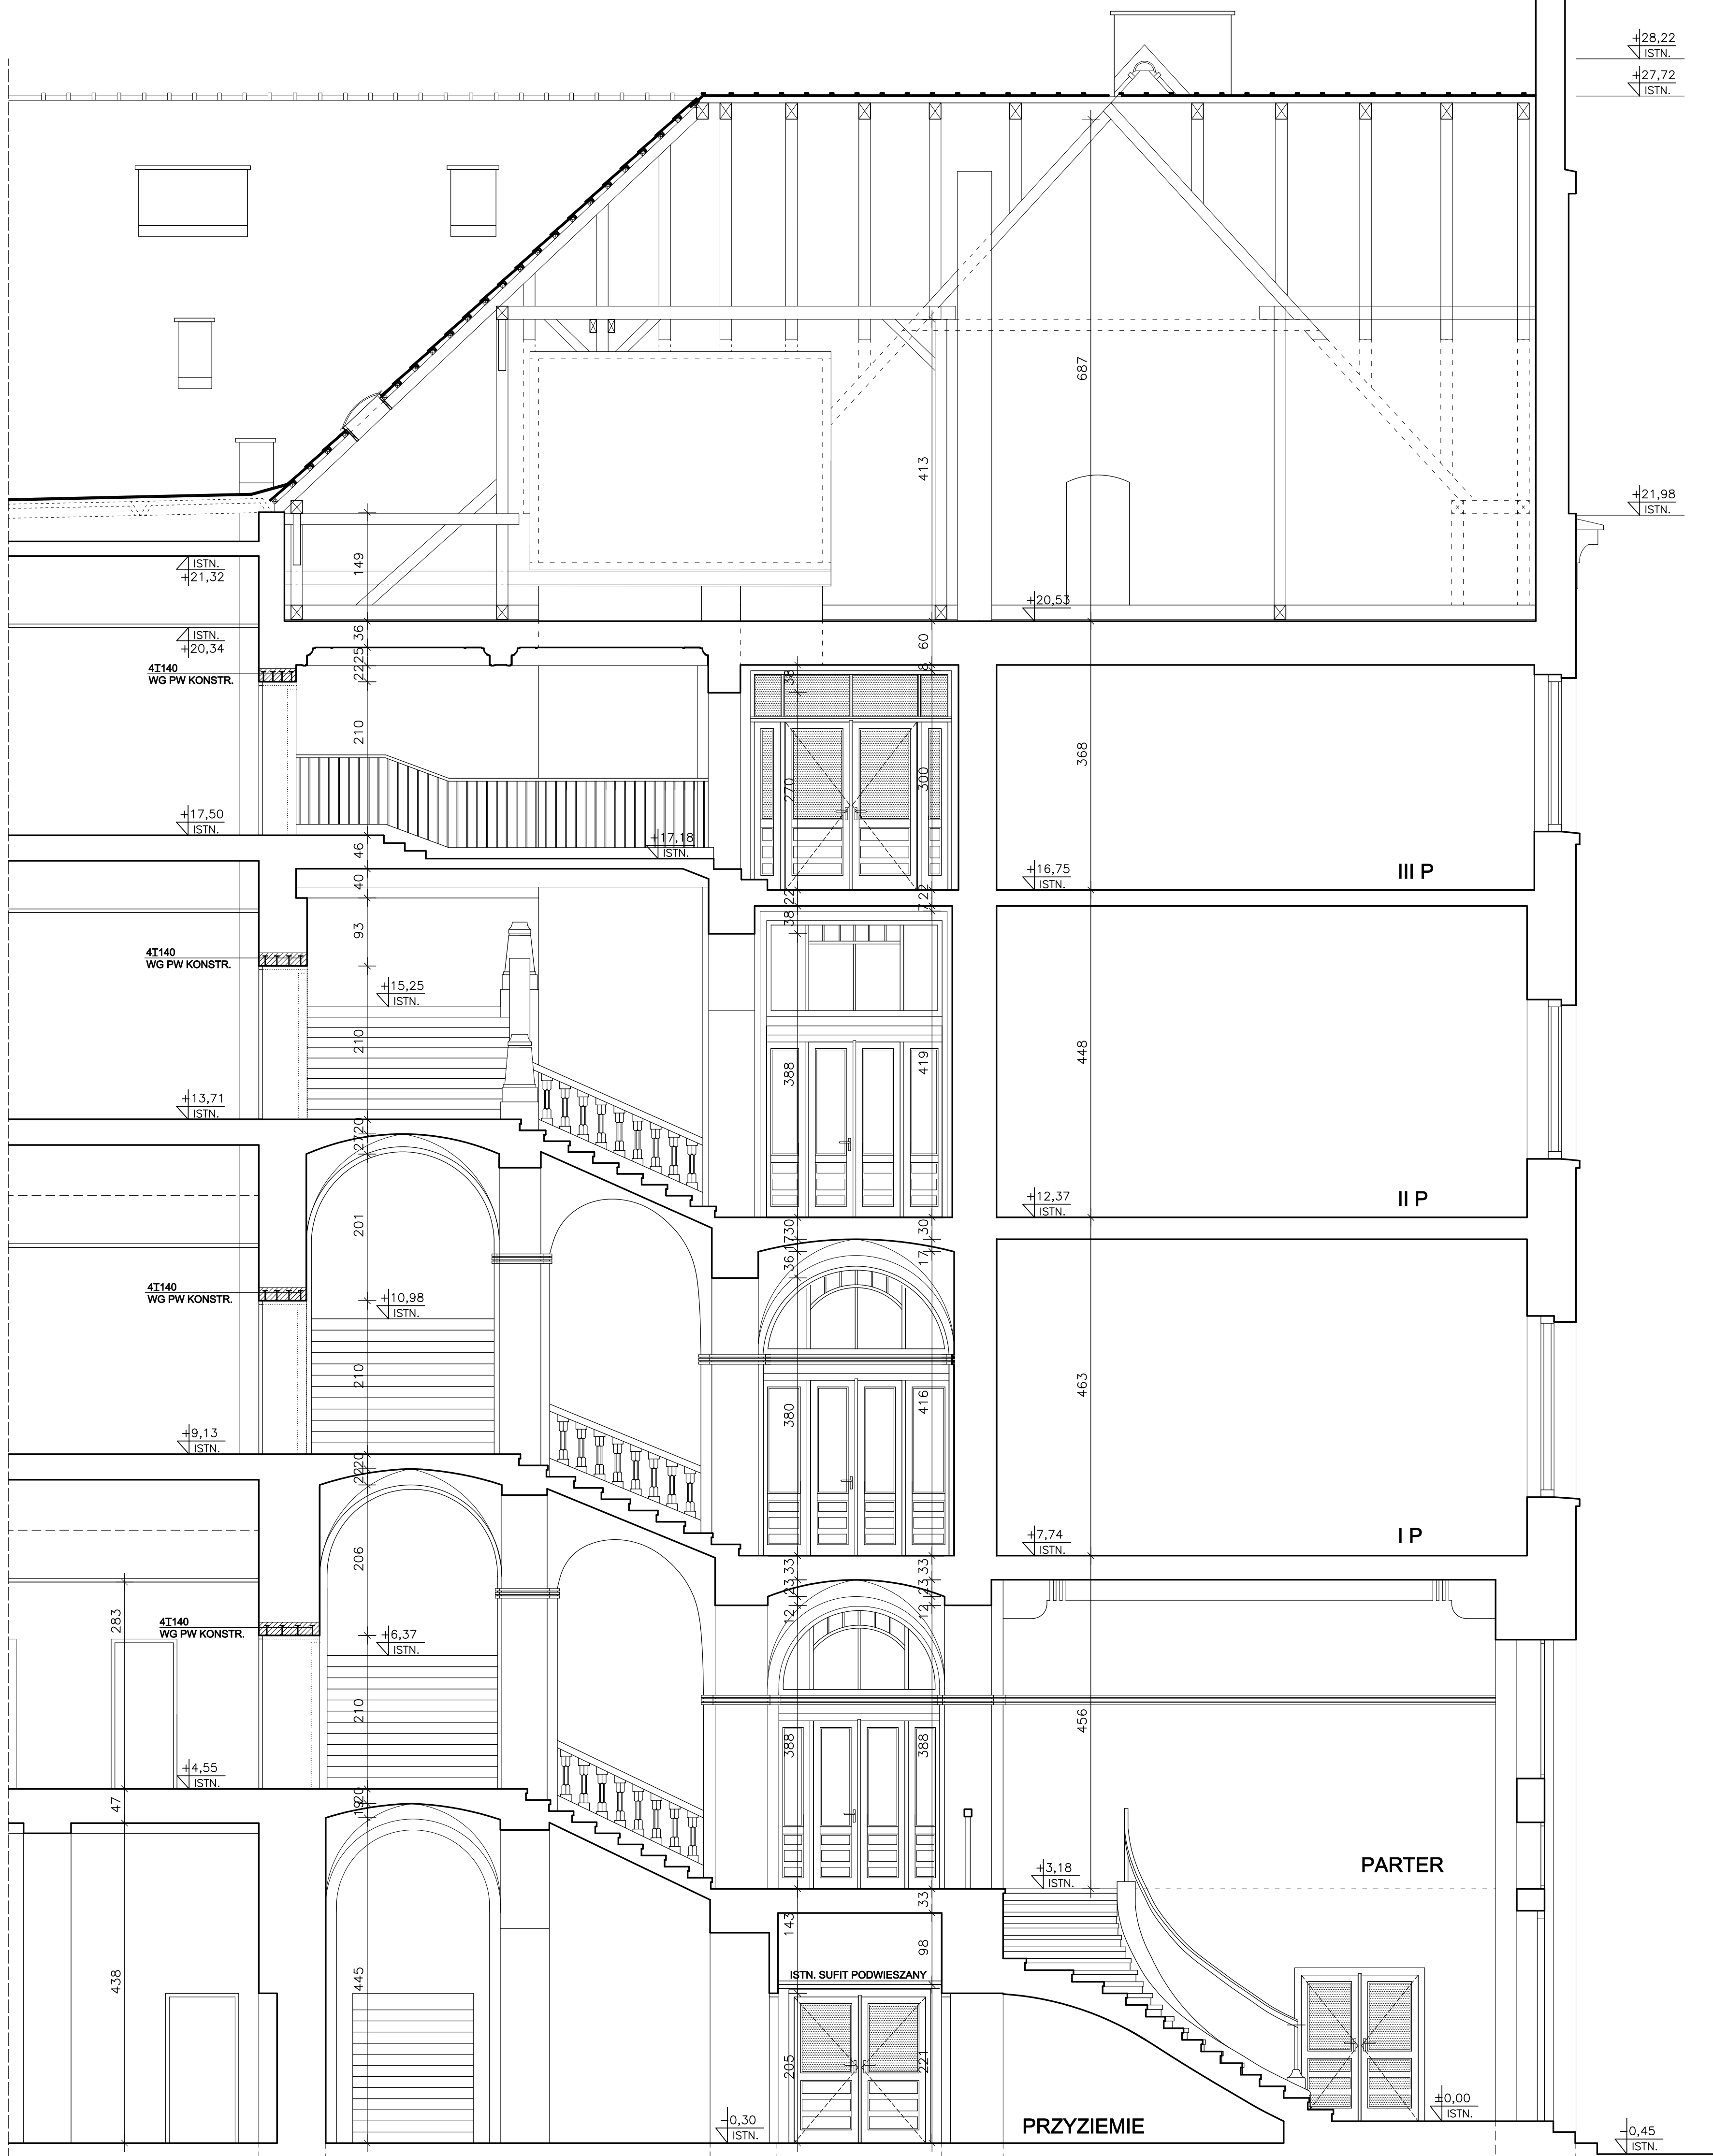 +28,22
ISTN.
+27,72
ISTN.
687
413
+21,98
ISTN.
149
ISTN.
+21,32
+20,53
ISTN.
36
60
ISTN.
+20,34
25
22
8
38
4I140
WG PW KONSTR.
210
368
270
300
+17,50
ISTN.
+17,18
ISTN.
46
+16,75
ISTN.
III P
40
22
22
7
38
93
4I140
WG PW KONSTR.
+15,25
ISTN.
210
448
388
419
+13,71
ISTN.
20
27
+12,37
ISTN.
II P
201
30
30
17
17
36
4I140
WG PW KONSTR.
+10,98
ISTN.
210
463
380
416
+9,13
ISTN.
20
22
+7,74
ISTN.
I P
206
33
33
23
23
12
12
283
4I140
WG PW KONSTR.
+6,37
ISTN.
210
456
388
388
+4,55
ISTN.
47
20
19
+3,18
ISTN.
PARTER
33
143
98
438
445
ISTN. SUFIT PODWIESZANY
205
221
-0,30
ISTN.
PRZYZIEMIE
±0,00
ISTN.
-0,45
ISTN.